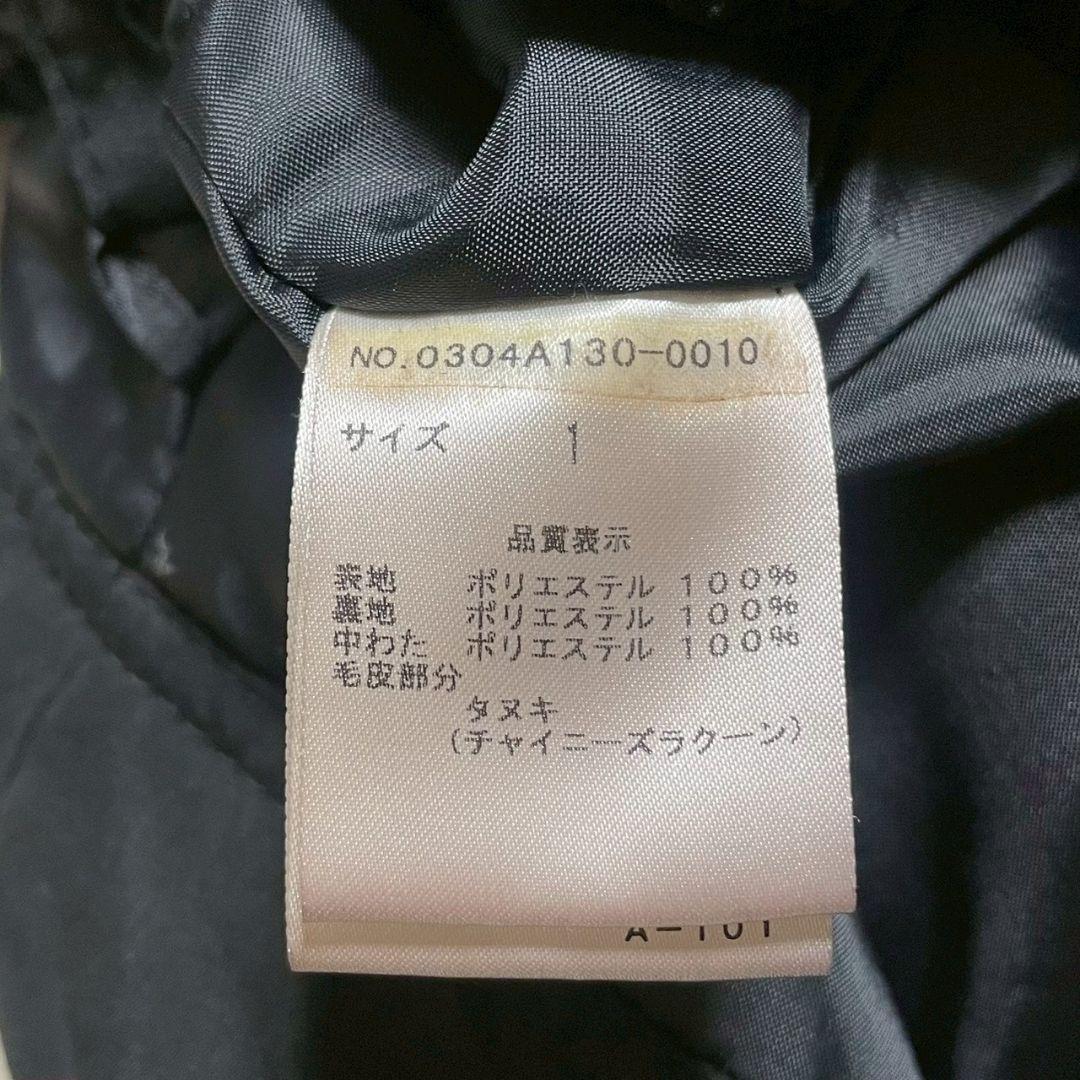 NO.0304A130-0010
サイズ 1
品質表示
表地 ポリエステル 100%
裏地 ポリエステル 100%
中わた ポリエステル 100%
毛皮部分
タヌキ
(チャイニーズラクーン)
A-101